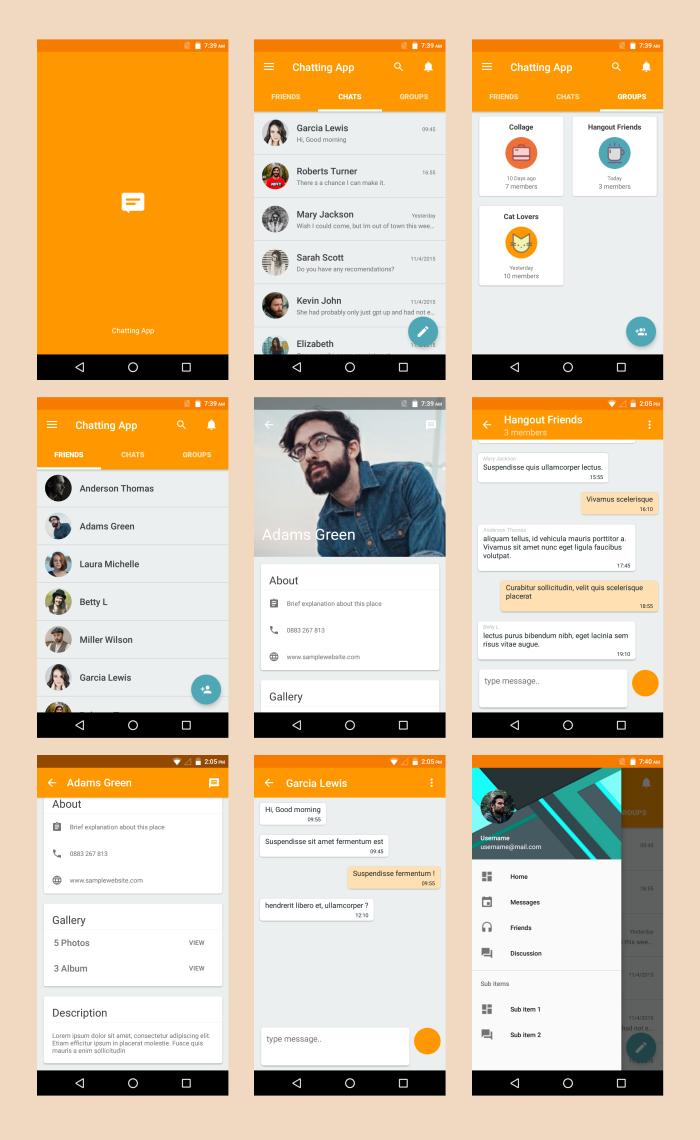 7:39 AM
Chatting App
7:39 AM
Chatting App
FRIENDS CHATS GROUPS
Garcia Lewis 09:45
Hi, Good morning
Roberts Turner 16:55
There s a chance I can make it.
Mary Jackson Yesterday
Wish I could come, but Im out of town this wee...
Sarah Scott 11/4/2015
Do you have any recomendations?
Kevin John 11/4/2015
She had probably only just gpt up and had not e...
Elizabeth
7:39 AM
Chatting App
FRIENDS CHATS GROUPS
Collage
10 Days ago
7 members
Hangout Friends
Today
3 members
Cat Lovers
Yesterday
10 members
7:39 AM
Chatting App
FRIENDS CHATS GROUPS
Anderson Thomas
Adams Green
Laura Michelle
Betty L
Miller Wilson
Garcia Lewis
7:39 AM
Adams Green
About
Brief explanation about this place
0883 267 813
www.samplewebsite.com
Gallery
2:05 PM
Hangout Friends
3 members
Mary Jackson
Suspendisse quis ullamcorper lectus.
15:55
Vivamus scelerisque
16:10
Anderson Thomas
aliquam tellus, id vehicula mauris porttitor a.
Vivamus sit amet nunc eget ligula faucibus
volutpat.
17:45
Curabitur sollicitudin, velit quis scelerisque
placerat
18:55
Betty L
lectus purus bibendum nibh, eget lacinia sem
risus vitae augue.
19:10
type message..
2:05 PM
Adams Green
About
Brief explanation about this place
0883 267 813
www.samplewebsite.com
Gallery
5 Photos VIEW
3 Album VIEW
Description
Lorem ipsum dolor sit amet, consectetur adipiscing elit.
Etiam efficitur ipsum in placerat molestie. Fusce quis
mauris a enim sollicitudin
2:05 PM
Garcia Lewis
Hi, Good morning
09:55
Suspendisse sit amet fermentum est
09:45
Suspendisse fermentum !
09:55
hendrerit libero et, ullamcorper ?
12:10
type message..
7:40 AM
Username
username@mail.com
Home
Messages
Friends
Discussion
Sub items
Sub item 1
Sub item 2
OUPS
09:45
16:55
Yesterday
this wee...
11/4/2015
11/4/2015
had not e...